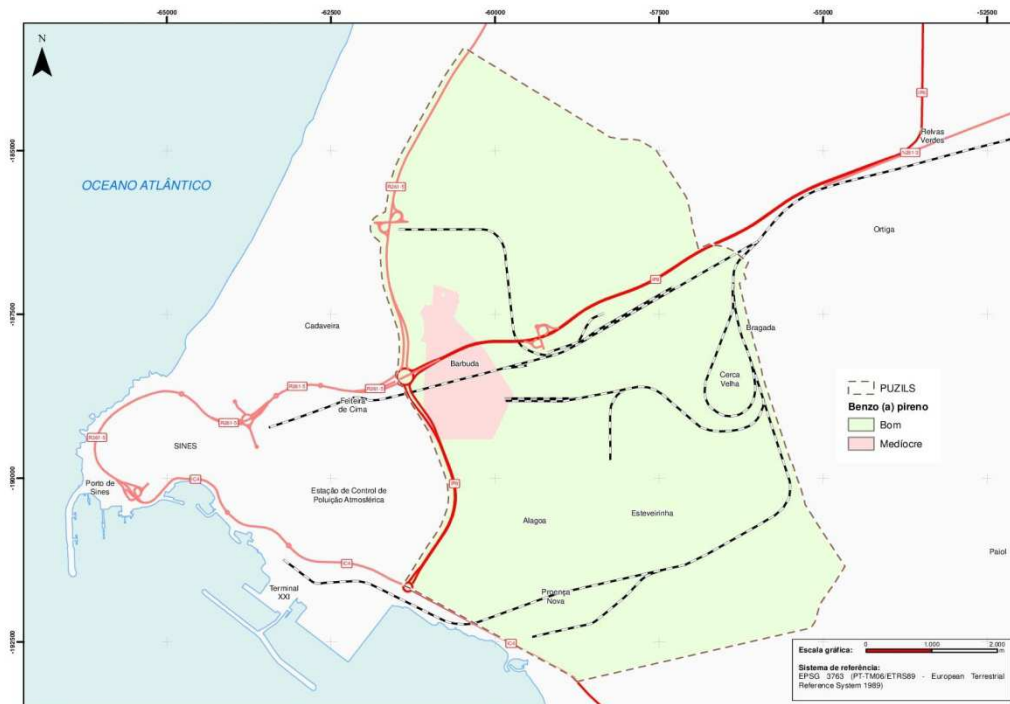 -65000
-62500
-60000
-57500
-55000
-52500
N
-185000
-187500
-190000
-192500
OCEANO ATLÂNTICO
Relvas
Verdes
Ortiga
Cadaveira
Barbuda
Bragada
Cerca
Velha
Feiteira
de Cima
SINES
Porto de
Sines
Estação de Control de
Poluição Atmosférica
Alagoa
Esteveirinha
Paiol
Terminal
XXI
Proença
Nova
IC4
IC4
IC4
PUZILS
Benzo (a) pireno
Bom
Medíocre
Escala gráfica:
0
1.000
2.000
m
Sistema de referência:
EPSG 3763 (PT-TM06/ETRS89 - European Terrestrial
Reference System 1989)